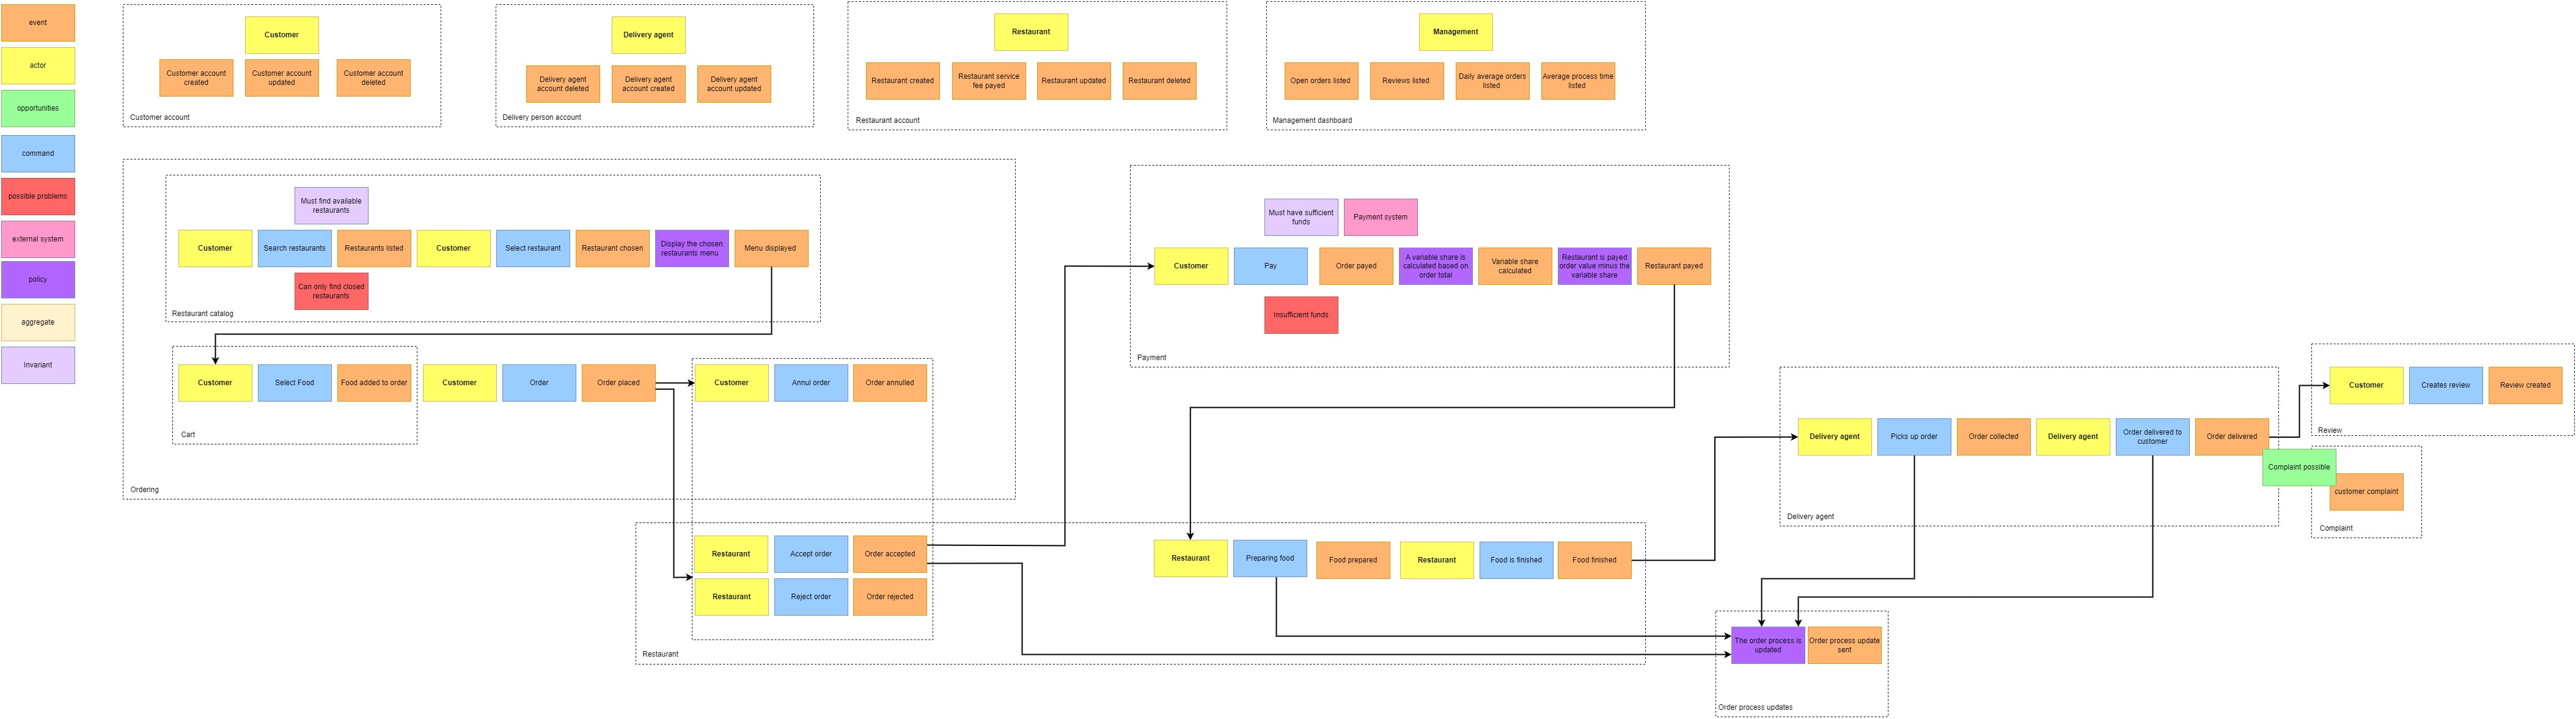 event
actor
opportunities
command
possible problems
external system
policy
aggregate
Invariant
Customer
Customer account
created
Customer account
updated
Customer account
deleted
Customer account
Delivery agent
Delivery agent
account deleted
Delivery agent
account created
Delivery agent
account updated
Delivery person account
Restaurant
Restaurant created
Restaurant service
fee payed
Restaurant updated
Restaurant deleted
Restaurant account
Management
Open orders listed
Reviews listed
Daily average orders
listed
Average process time
listed
Management dashboard
Must find available
restaurants
Customer
Search restaurants
Restaurants listed
Customer
Select restaurant
Restaurant chosen
Display the chosen
restaurants menu
Menu displayed
Can only find closed
restaurants
Restaurant catalog
Customer
Select Food
Food added to order
Cart
Customer
Order
Order placed
Customer
Annul order
Order annulled
Ordering
Must have sufficient
funds
Payment system
Customer
Pay
Order payed
A variable share is
calculated based on
order total
Variable share
calculated
Restaurant is payed
order value minus the
variable share
Restaurant payed
Insufficient funds
Payment
Restaurant
Accept order
Order accepted
Restaurant
Reject order
Order rejected
Restaurant
Preparing food
Food prepared
Restaurant
Food is finished
Food finished
Restaurant
Delivery agent
Picks up order
Order collected
Delivery agent
Order delivered to
customer
Order delivered
Delivery agent
Customer
Creates review
Review created
Review
Complaint possible
customer complaint
Complaint
The order process is
updated
Order process update
sent
Order process updates